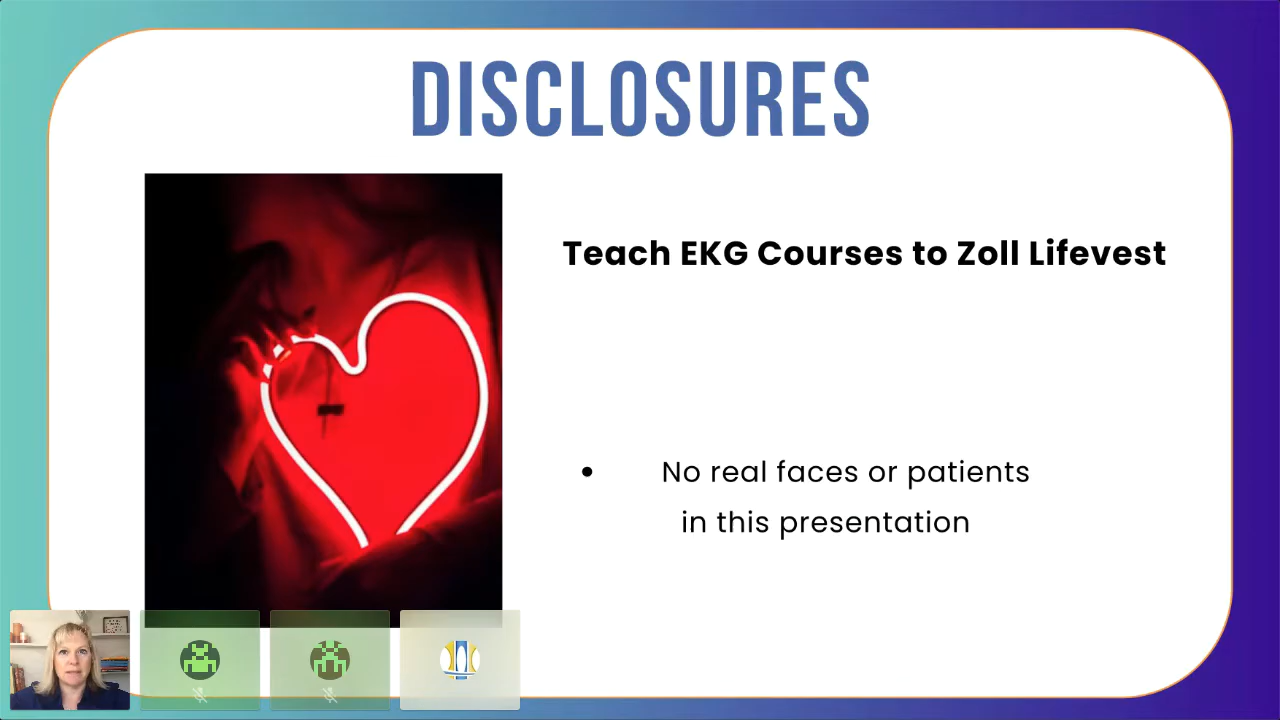 DISCLOSURES
Teach EKG Courses to Zoll Lifevest
No real faces or patients
in this presentation